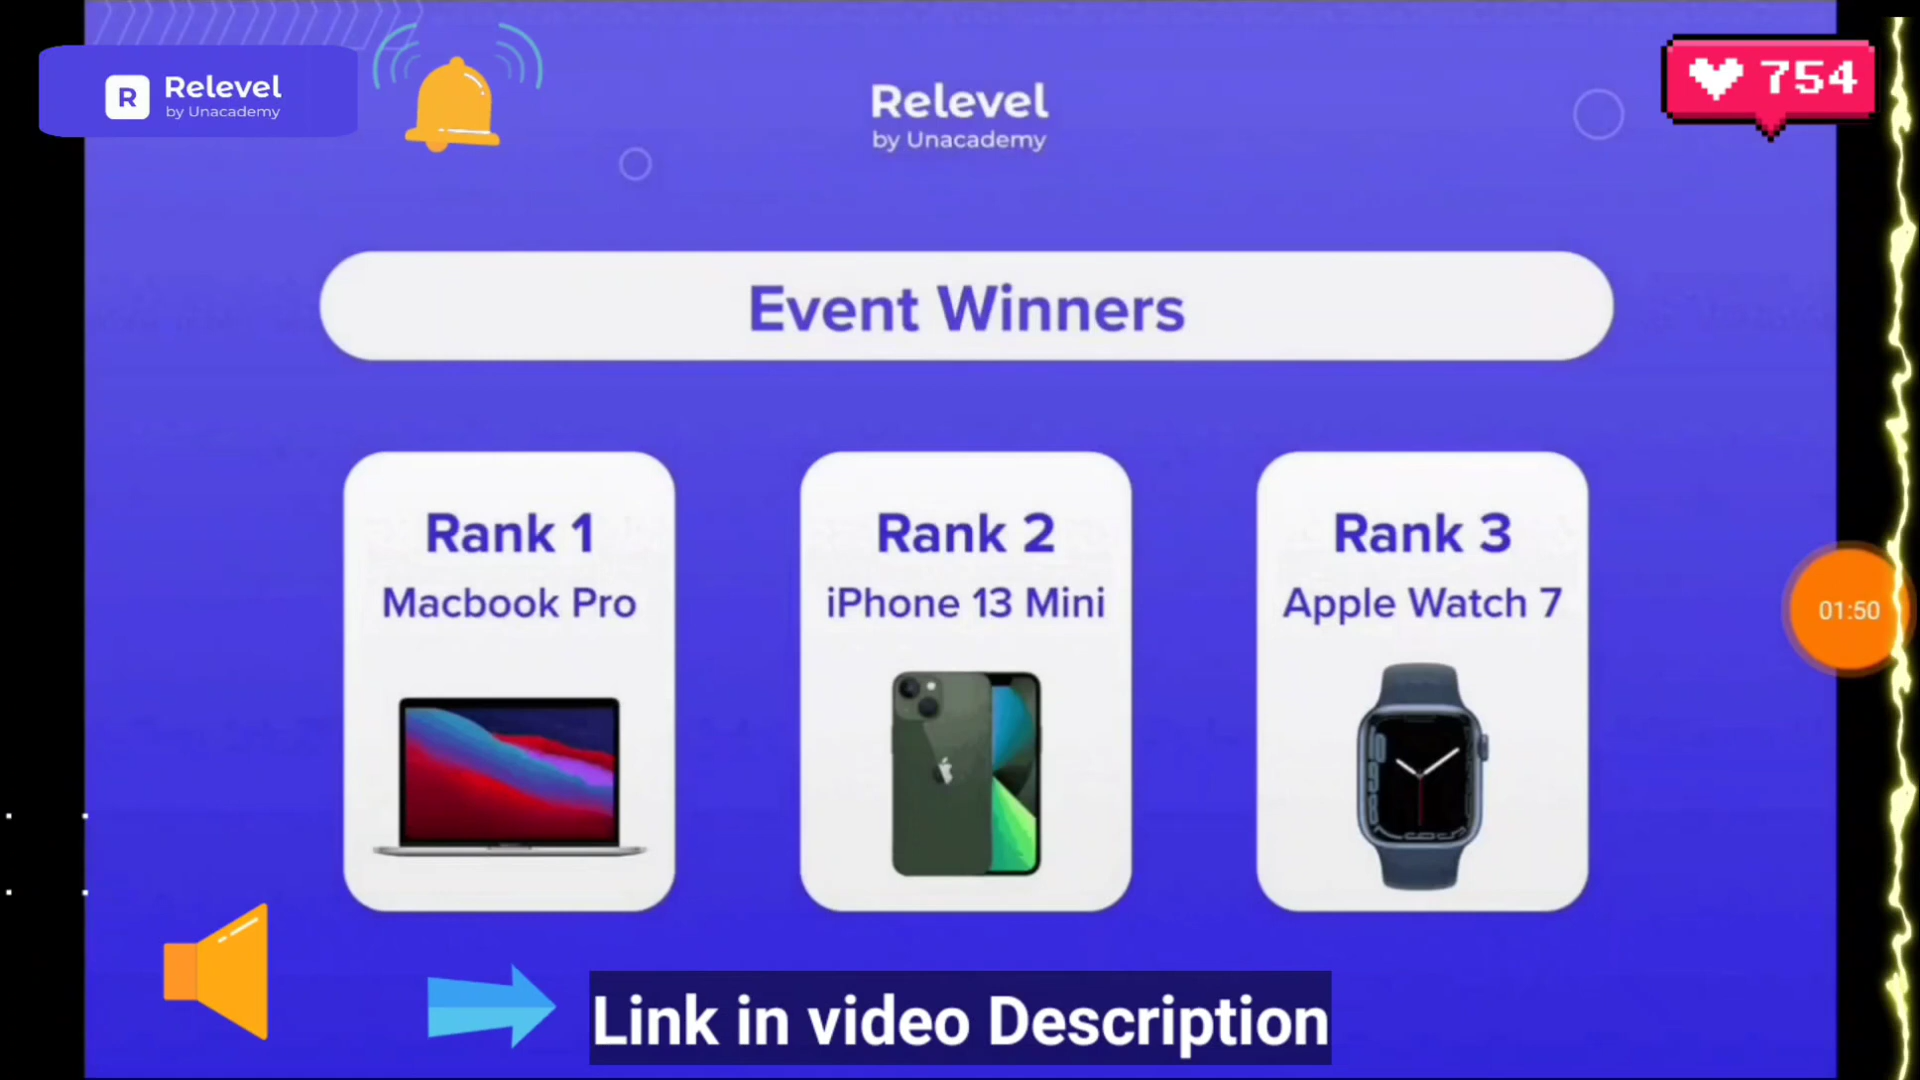 R Relevel
by Unacademy
Relevel
by Unacademy
754
Event Winners
Rank 1
Macbook Pro
Rank 2
iPhone 13 Mini
Rank 3
Apple Watch 7
01:50
Link in video Description